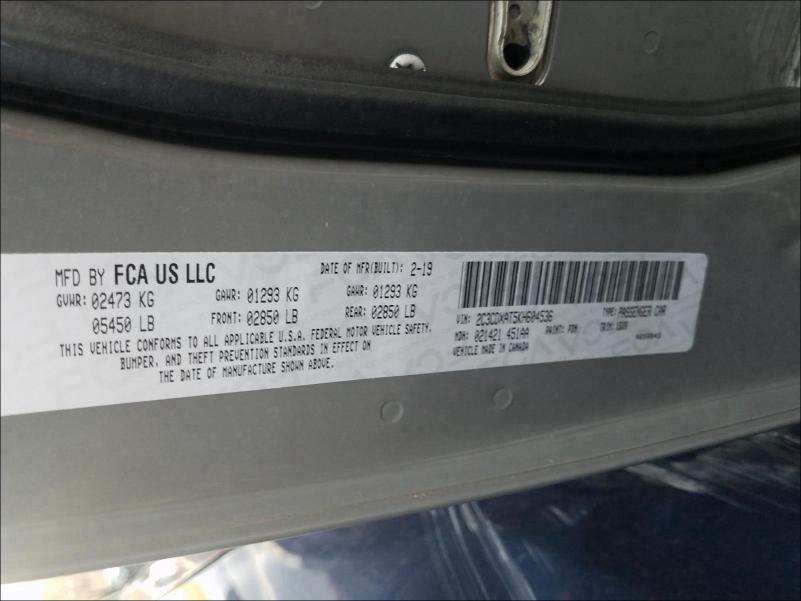 MFD BY FCA US LLC
DATE OF MFR(BUILT): 2-19
GVWR: 02473 KG
GAWR: 01293 KG
GAWR: 01293 KG
05450 LB
FRONT: 02850 LB
REAR: 02850 LB
THIS VEHICLE CONFORMS TO ALL APPLICABLE U.S.A. FEDERAL MOTOR VEHICLE SAFETY,
BUMPER, AND THEFT PREVENTION STANDARDS IN EFFECT ON
THE DATE OF MANUFACTURE SHOWN ABOVE.
VIN: 2C3CDXAT5KH604536
TYPE: PASSENGER CAR
MDH: 021421 451AA
PAINT: PDN
TRIM:
VEHICLE MADE IN CANADA